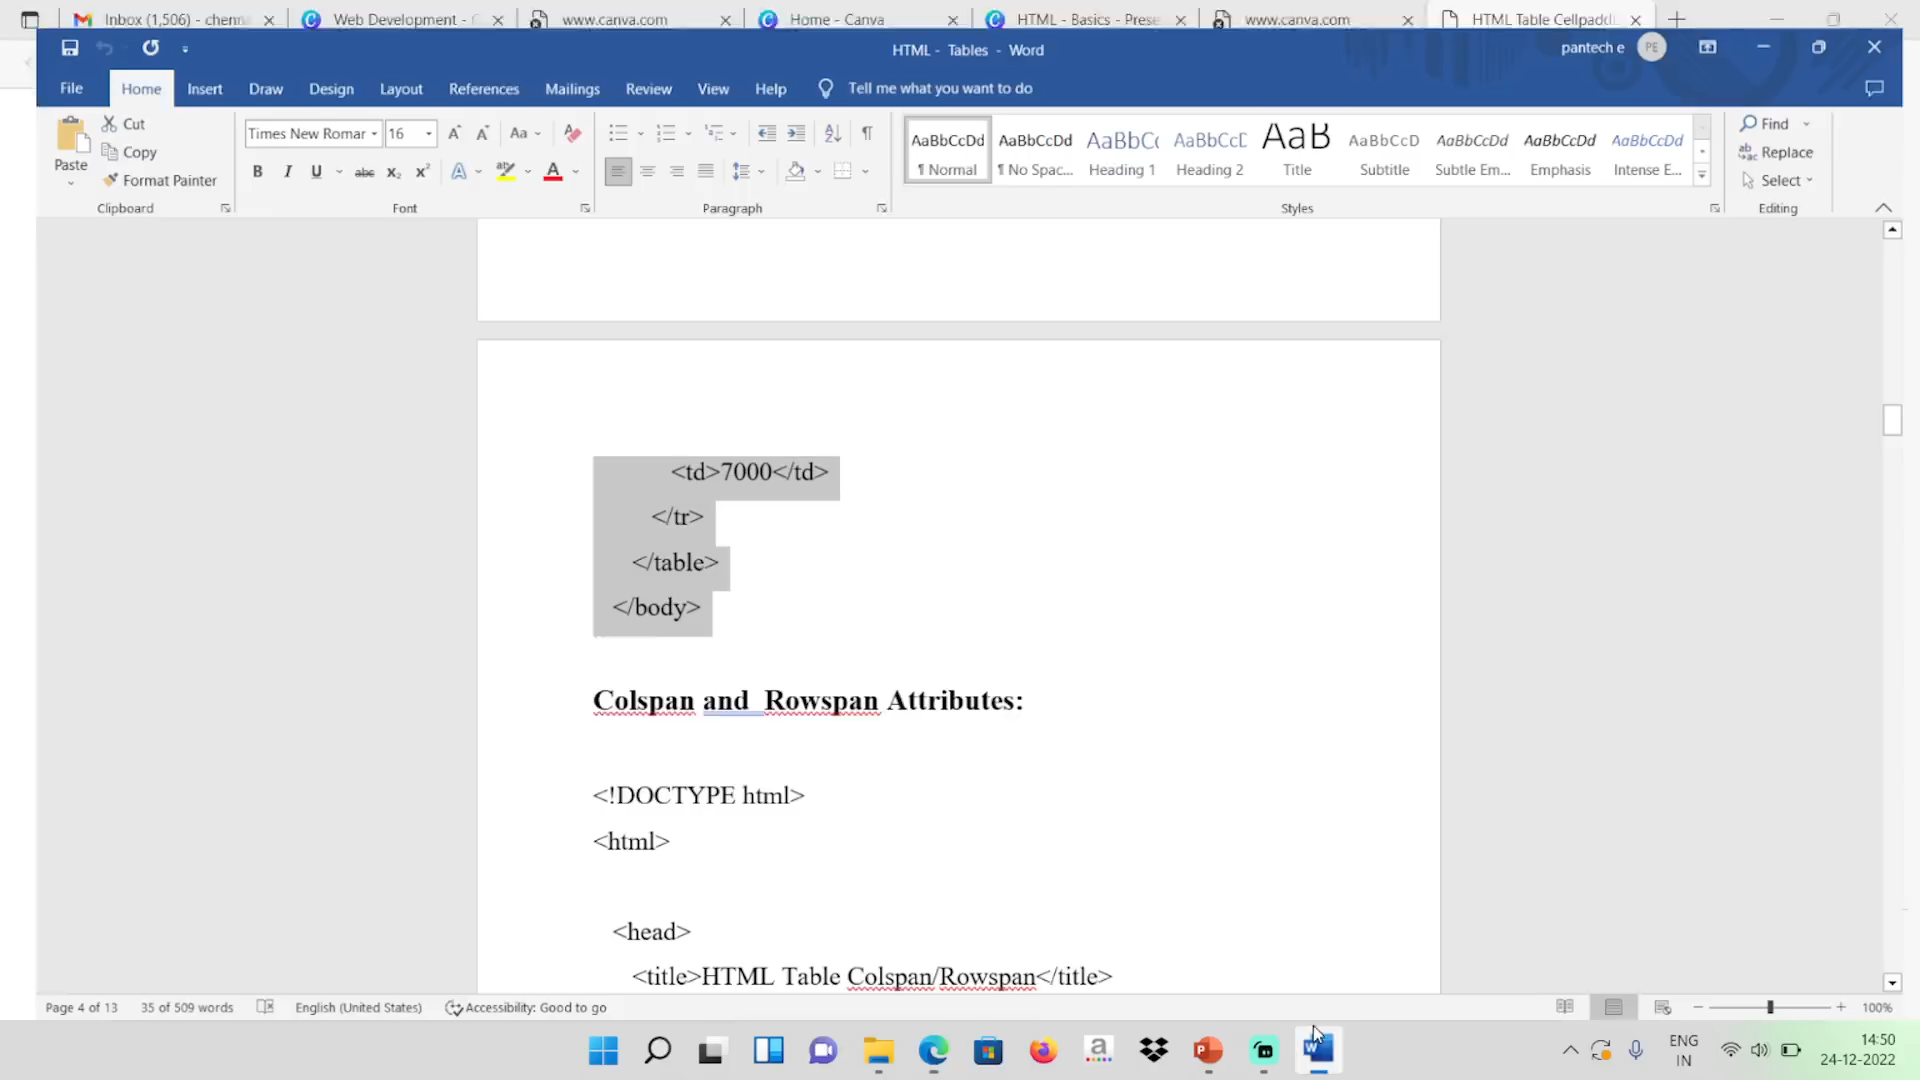 Inbox (1,506) - chenn
Web Development - C
www.canva.com
Home - Canva
HTML - Basics - Prese
www.canva.com
HTML Table Cellpaddi
HTML - Tables - Word
pantech e
PE
File
Home
Insert
Draw
Design
Layout
References
Mailings
Review
View
Help
Tell me what you want to do
Paste
Cut
Copy
Format Painter
Clipboard
Times New Romar
16
Font
Paragraph
AaBbCcDd
¶ Normal
AaBbCcDd
¶ No Spac...
AaBbCc
Heading 1
AaBbCcD
Heading 2
AaB
Title
AaBbCcD
Subtitle
AaBbCcDd
Subtle Em...
AaBbCcDd
Emphasis
AaBbCcDd
Intense E...
Styles
Find
Replace
Select
Editing
<td>7000</td>
</tr>
</table>
</body>
Colspan and  Rowspan Attributes:
<!DOCTYPE html>
<html>
<head>
<title>HTML Table Colspan/Rowspan</title>
Page 4 of 13
35 of 509 words
English (United States)
Accessibility: Good to go
100%
ENG
IN
14:50
24-12-2022